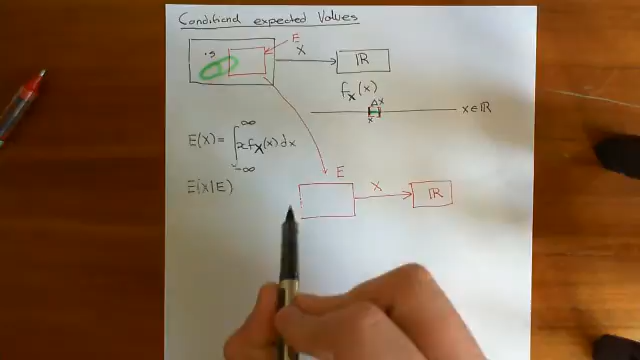 Conditional expected Values
E
.s
X
ℝ
f_X(x)
Δx
x
x∈ℝ
E(X) = ∫_{-∞}^{∞} x f_X(x) dx
E
E(X|E)
X
ℝ